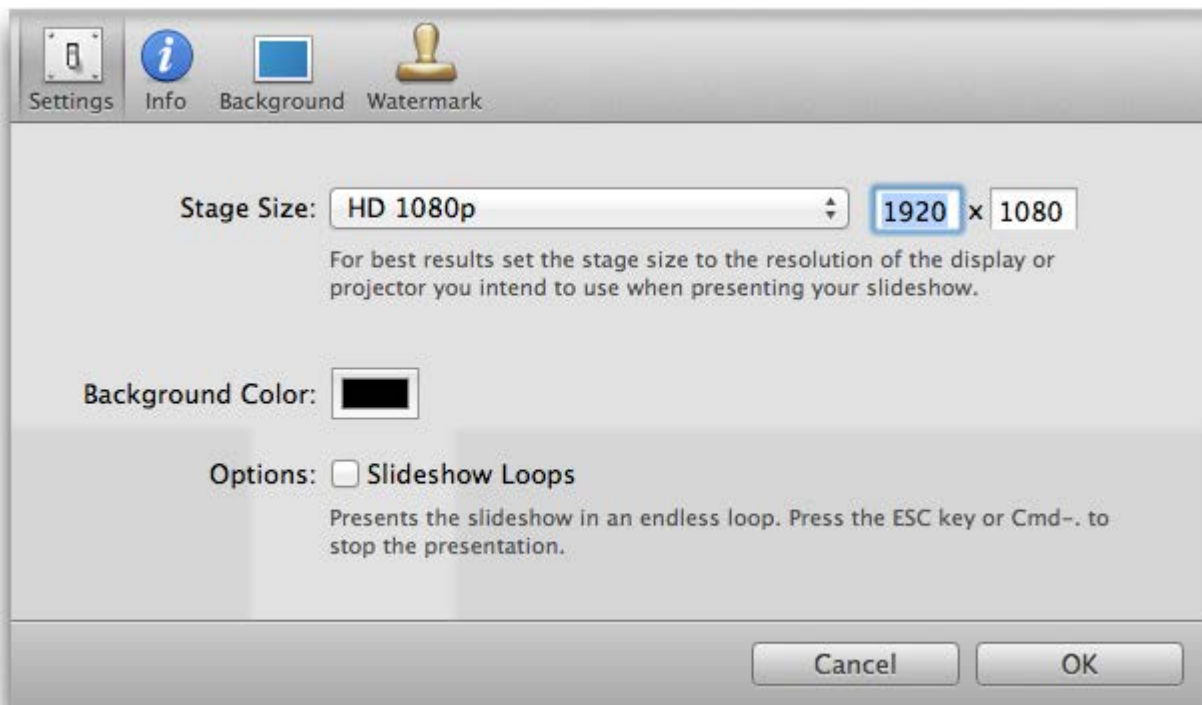 Settings Info Background Watermark
Stage Size: HD 1080p 1920 x 1080
For best results set the stage size to the resolution of the display or
projector you intend to use when presenting your slideshow.
Background Color:
Options: Slideshow Loops
Presents the slideshow in an endless loop. Press the ESC key or Cmd-. to
stop the presentation.
Cancel OK